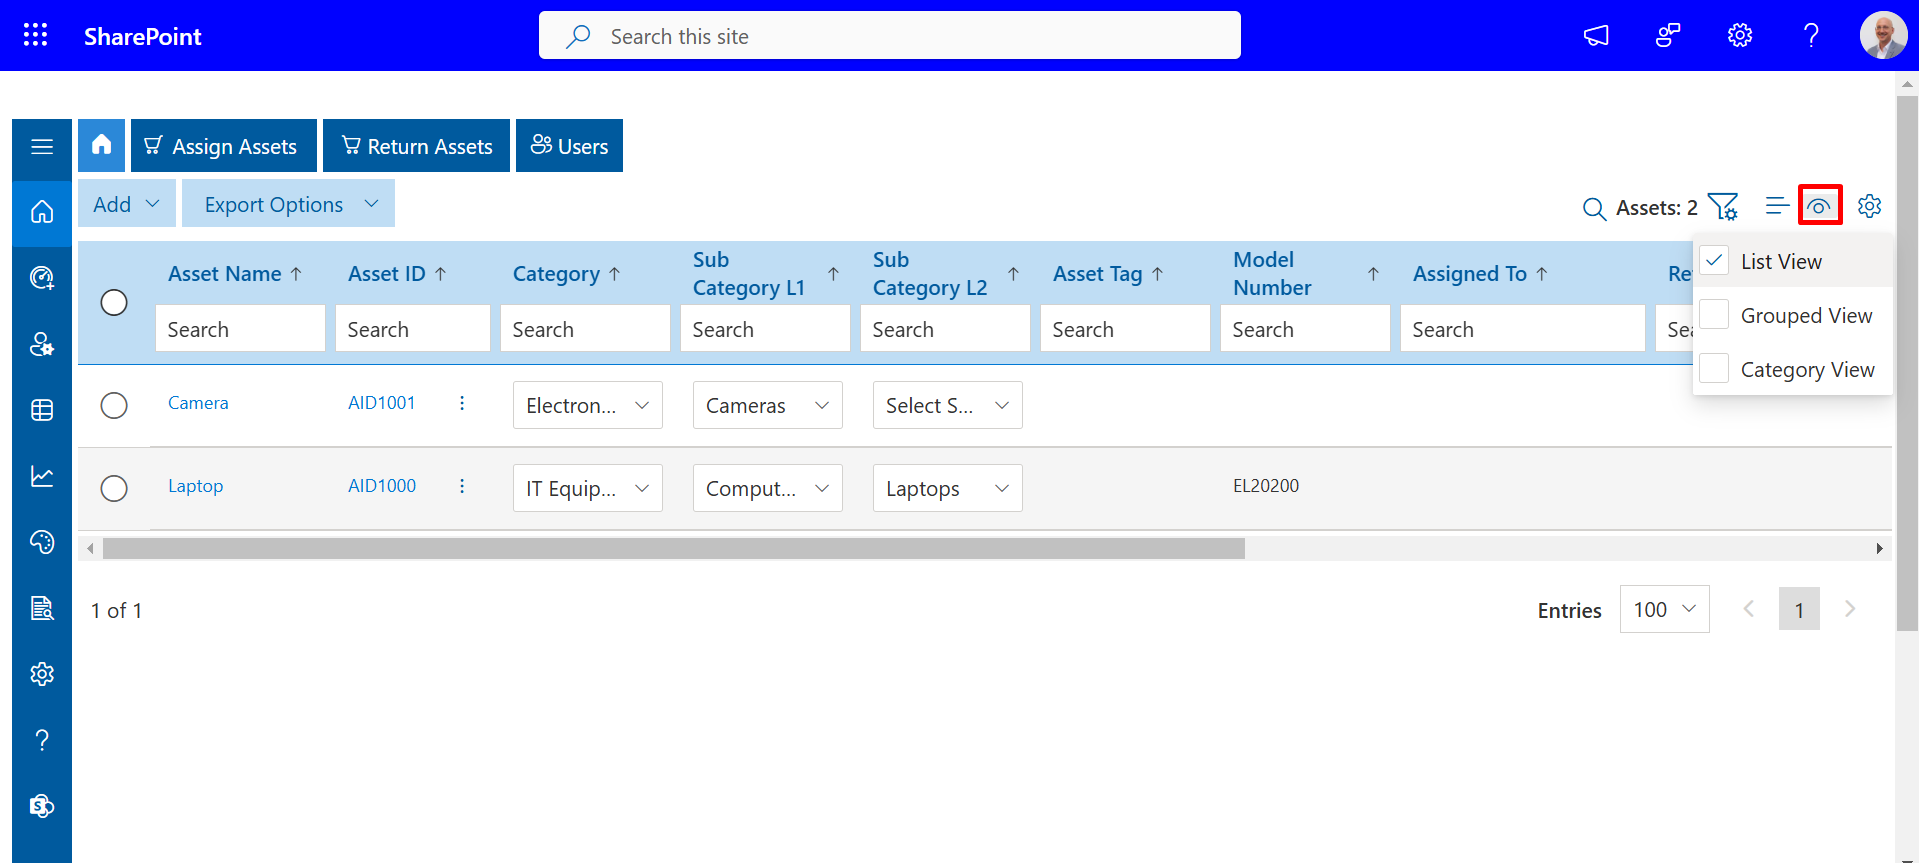 SharePoint
Search this site
Assign Assets
Return Assets
Users
Add
Export Options
Assets: 2
Asset Name
Asset ID
Category
Sub
Category L1
Sub
Category L2
Asset Tag
Model
Number
Assigned To
Re
Search
Search
Search
Search
Search
Search
Search
Search
Sea
List View
Grouped View
Category View
Camera
AID1001
Electron...
Cameras
Select S...
Laptop
AID1000
IT Equip...
Comput...
Laptops
EL20200
1 of 1
Entries
100
1